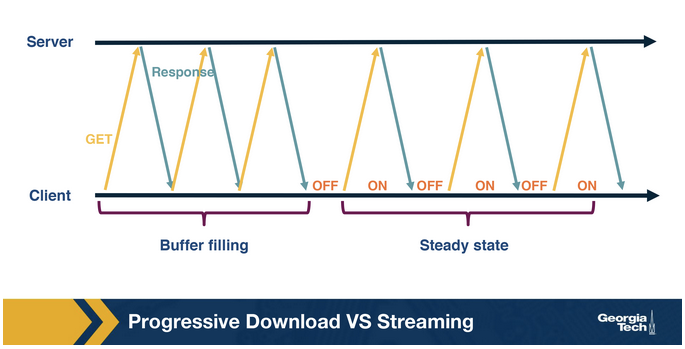 Server
Response
GET
OFF ON OFF ON OFF ON
Client
Buffer filling
Steady state
Progressive Download VS Streaming
Georgia
Tech